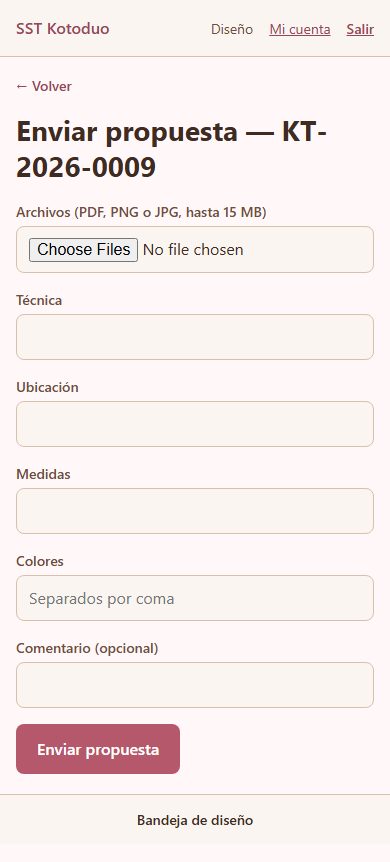 SST Kotoduo
Diseño
Mi cuenta
Salir
← Volver
Enviar propuesta — KT-
2026-0009
Archivos (PDF, PNG o JPG, hasta 15 MB)
Choose Files No file chosen
Técnica
Ubicación
Medidas
Colores
Separados por coma
Comentario (opcional)
Enviar propuesta
Bandeja de diseño